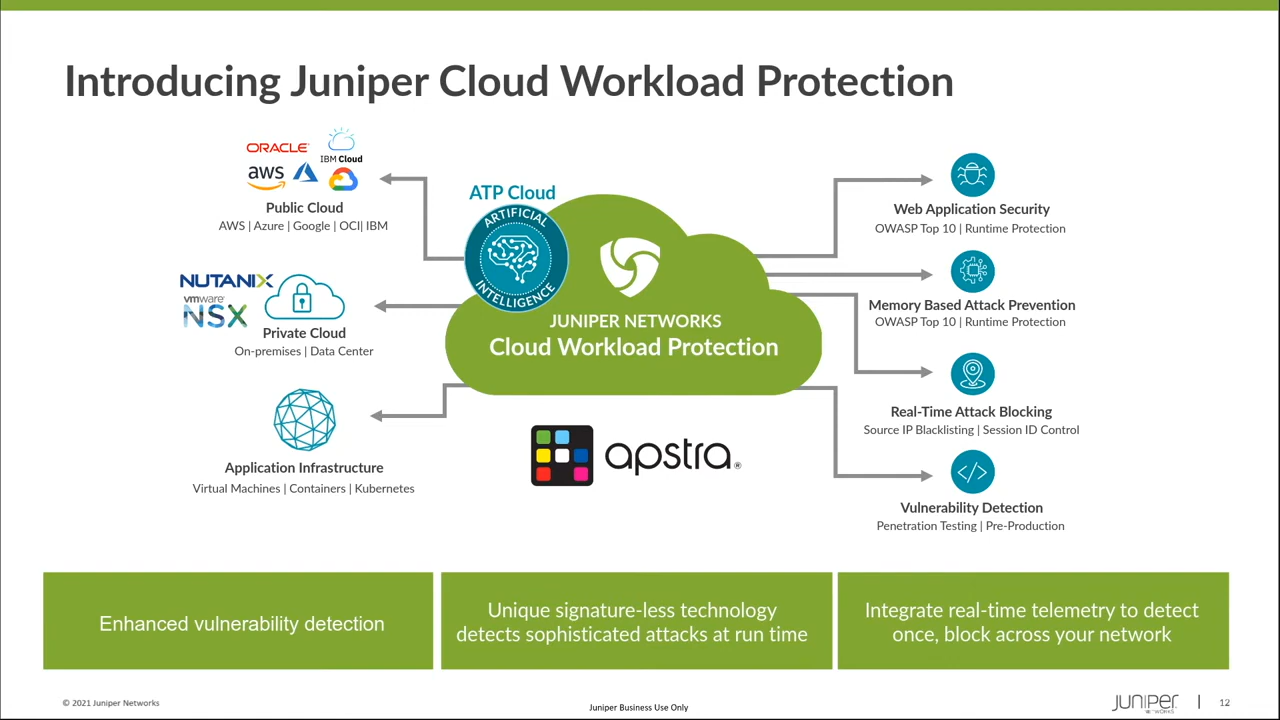 Introducing Juniper Cloud Workload Protection
ORACLE
IBM Cloud
aws
Public Cloud
AWS | Azure | Google | OCI| IBM
NUTANIX
vmware
NSX
Private Cloud
On-premises | Data Center
Application Infrastructure
Virtual Machines | Containers | Kubernetes
ATP Cloud
ARTIFICIAL
INTELLIGENCE
JUNIPER NETWORKS
Cloud Workload Protection
apstra®
Web Application Security
OWASP Top 10 | Runtime Protection
Memory Based Attack Prevention
OWASP Top 10 | Runtime Protection
Real-Time Attack Blocking
Source IP Blacklisting | Session ID Control
</>
Vulnerability Detection
Penetration Testing | Pre-Production
Enhanced vulnerability detection
Unique signature-less technology
detects sophisticated attacks at run time
Integrate real-time telemetry to detect
once, block across your network
© 2021 Juniper Networks
Juniper Business Use Only
JUNIPER
NETWORKS
12